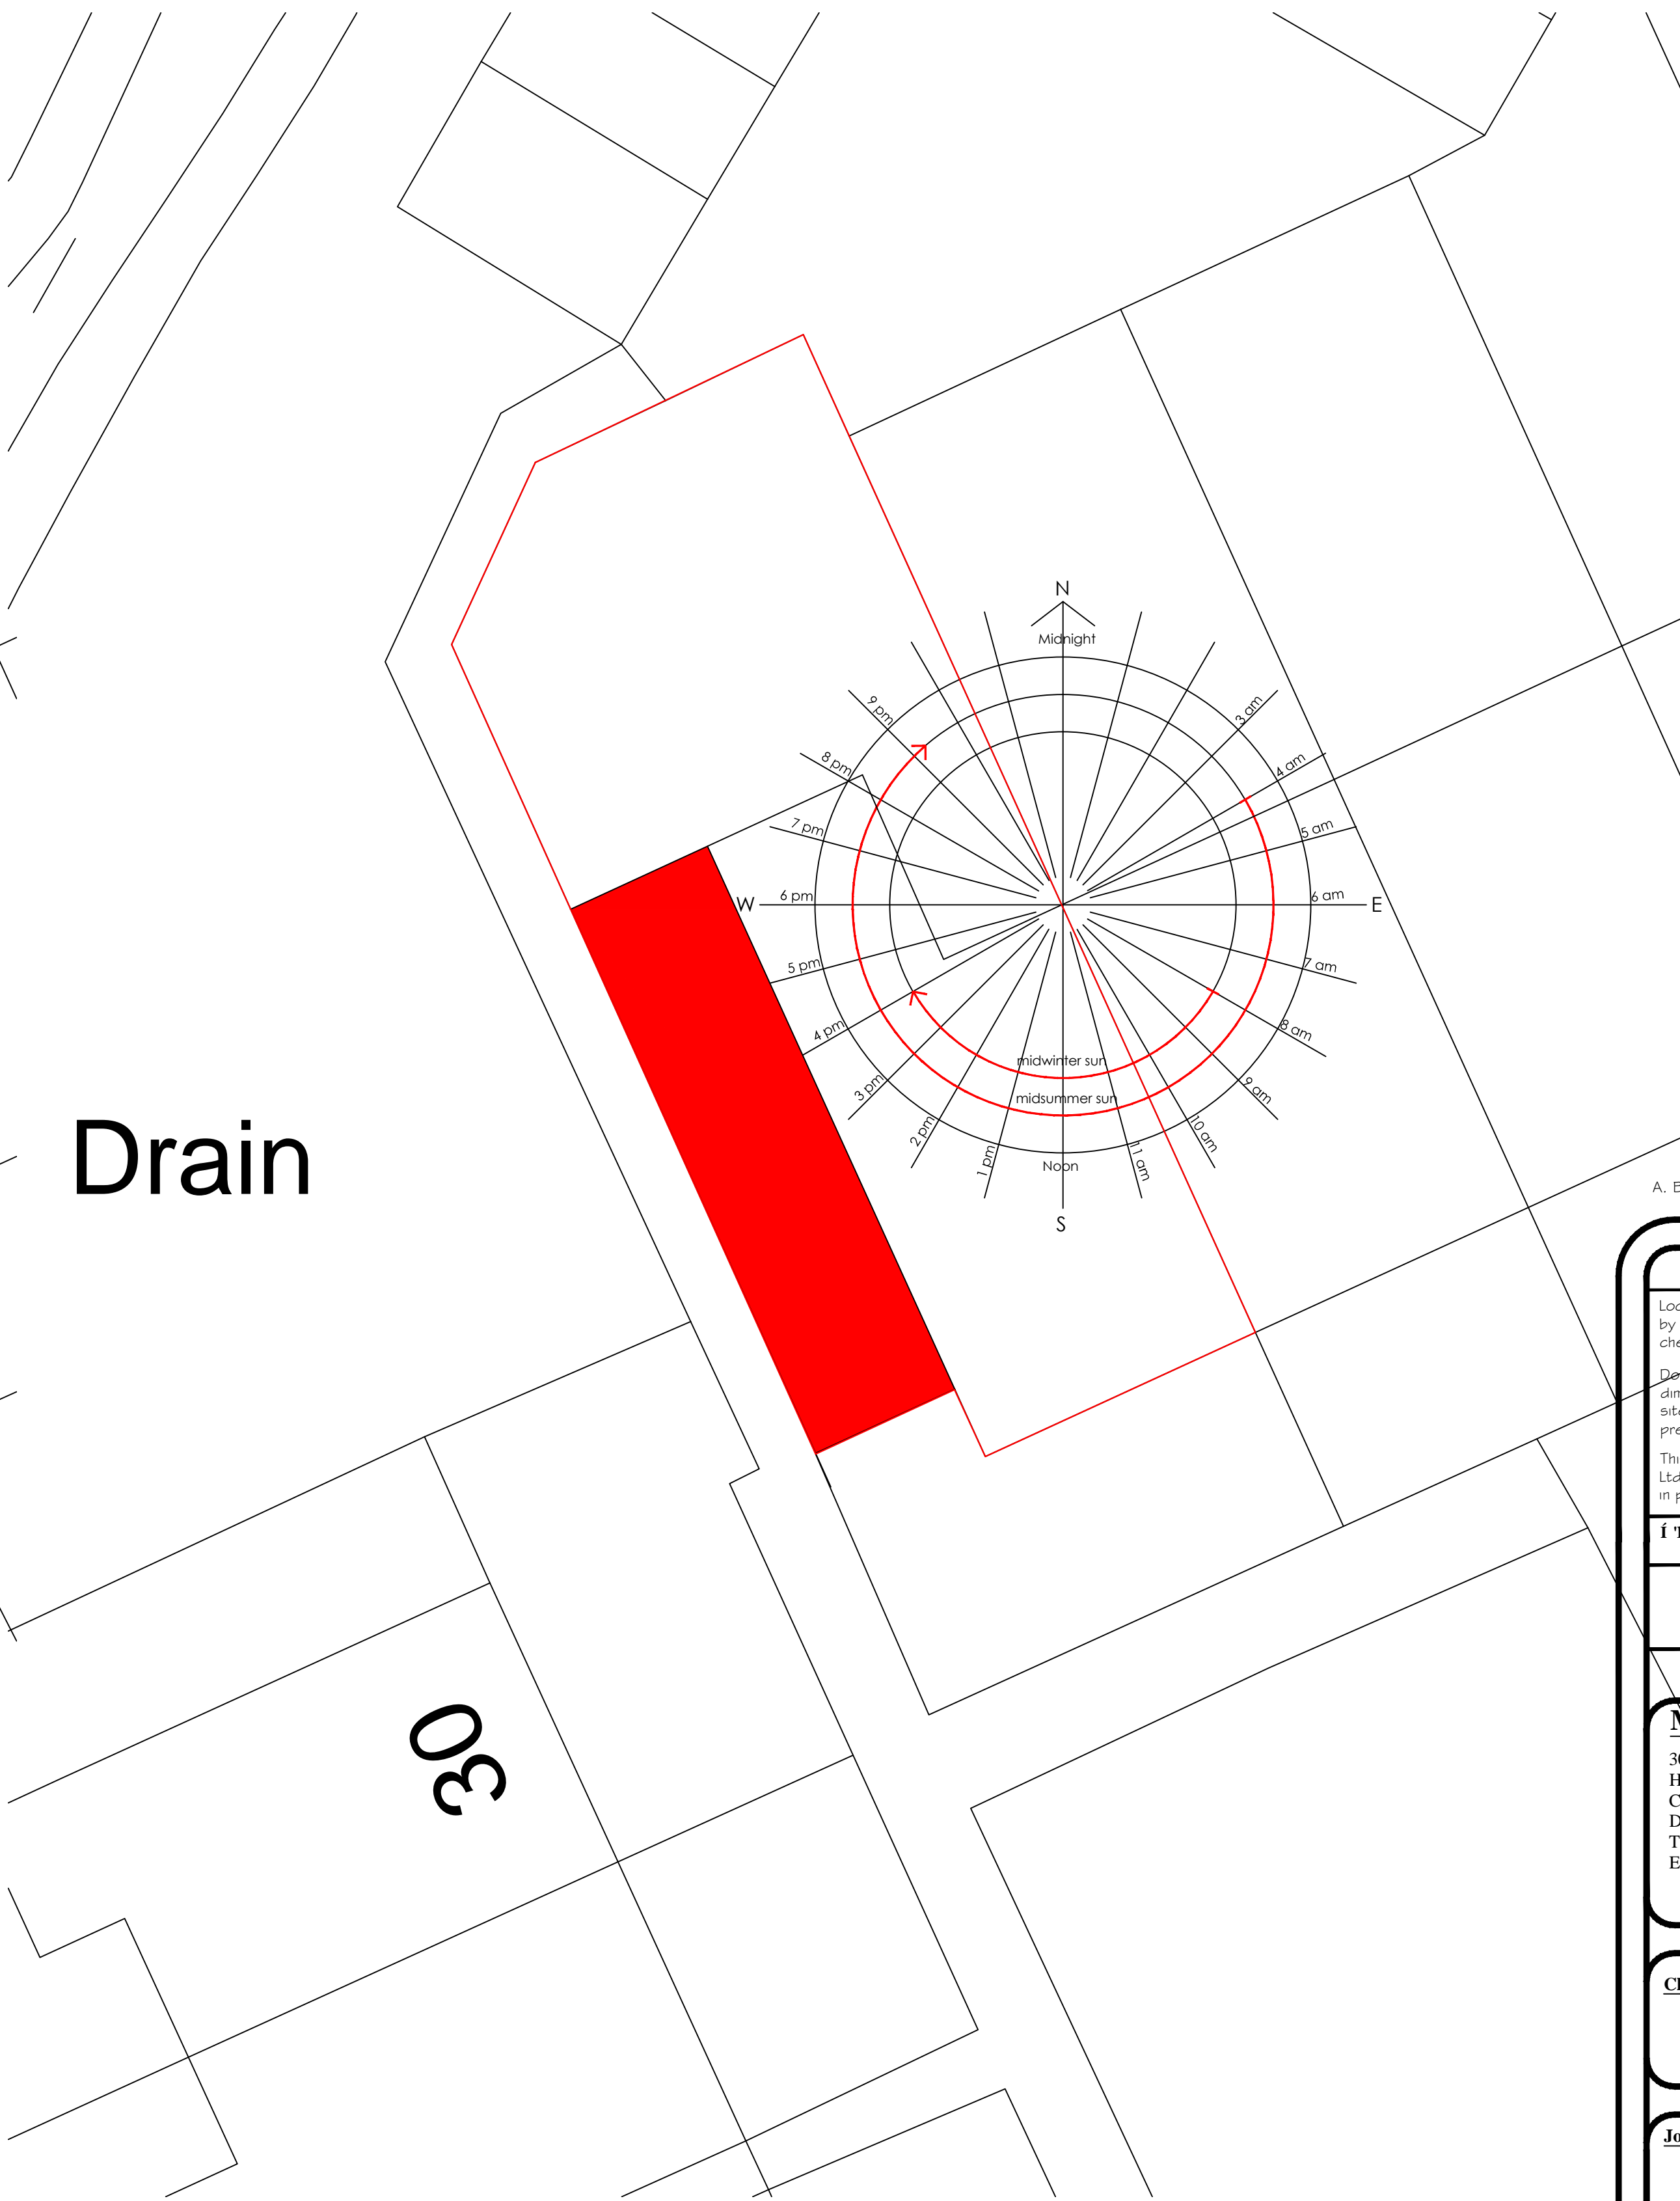 N
Midnight
9 pm
3 am
8 pm
4 am
7 pm
5 am
W
6 pm
6 am
E
5 pm
7 am
4 pm
8 am
midwinter sun
3 pm
midsummer sun
9 am
2 pm
10 am
1 pm
Noon
11 am
S
Drain
30
A.
by